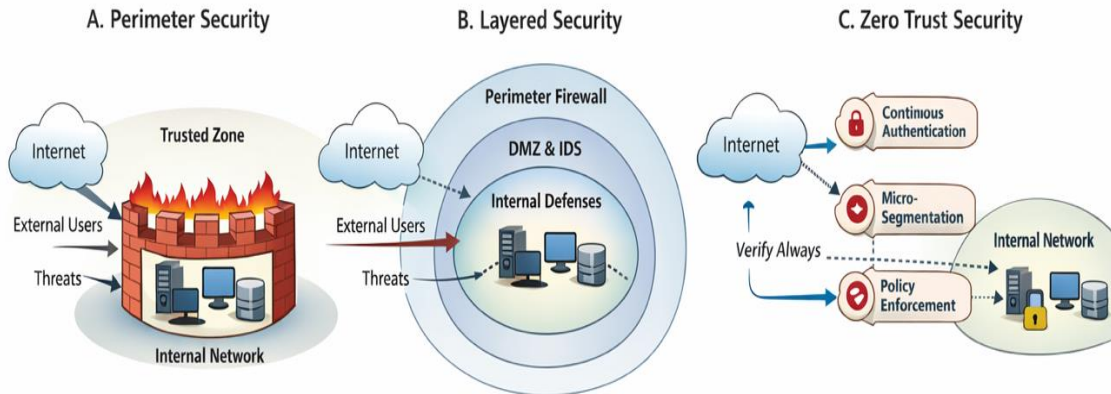 A. Perimeter Security
Trusted Zone
Internet
External Users
Threats
Internal Network
B. Layered Security
Perimeter Firewall
Internet
DMZ & IDS
Internal Defenses
External Users
Threats
C. Zero Trust Security
Internet
Continuous
Authentication
Micro-
Segmentation
Verify Always
Policy
Enforcement
Internal Network